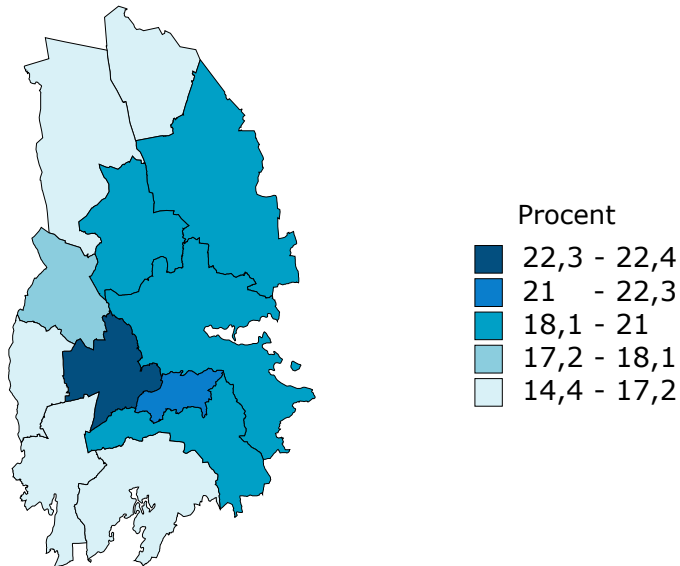 Procent
22,3 - 22,4
21 - 22,3
18,1 - 21
17,2 - 18,1
14,4 - 17,2